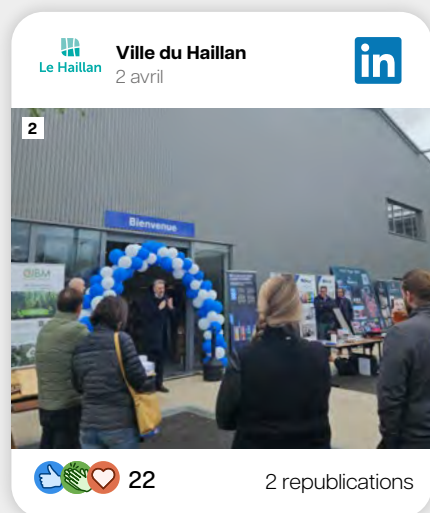 Le Haillan
Ville du Haillan
2 avril
in
2
Bienvenue
22
2 republications